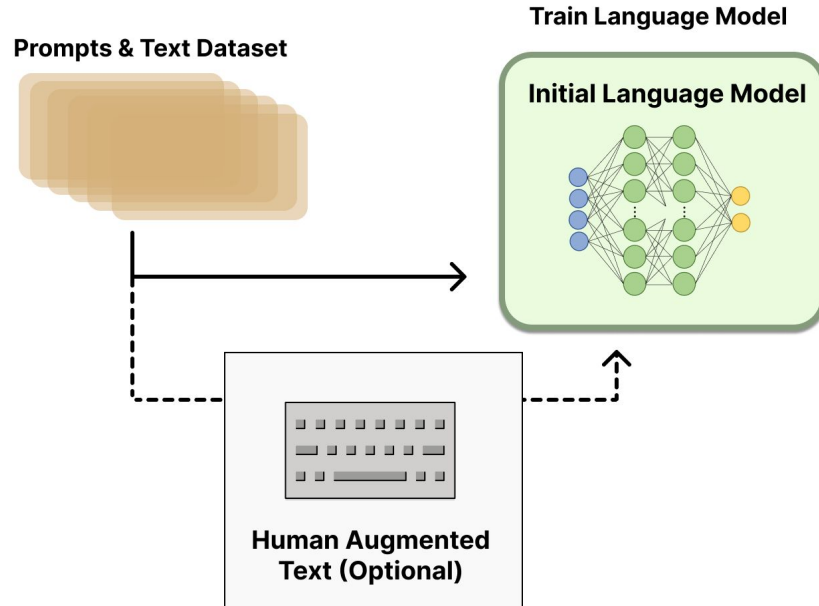 Train Language Model
Prompts & Text Dataset
Initial Language Model
Human Augmented
Text (Optional)